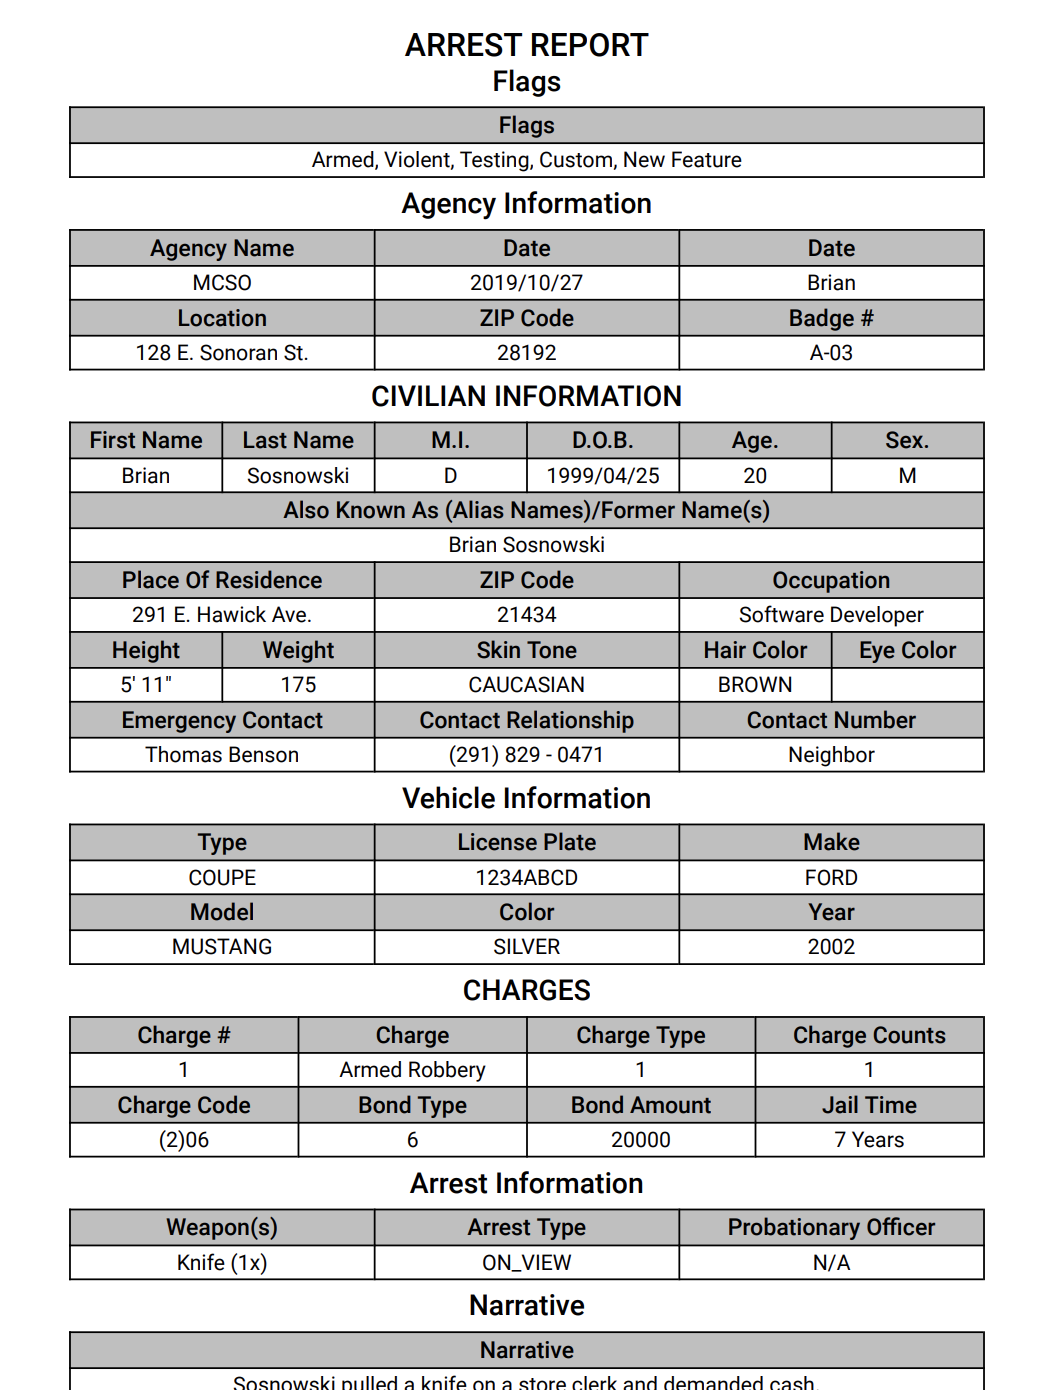 ARREST REPORT
Flags
Flags
Armed, Violent, Testing, Custom, New Feature
Agency Information
Agency Name Date Date
MCSO 2019/10/27 Brian
Location ZIP Code Badge #
128 E. Sonoran St. 28192 A-03
CIVILIAN INFORMATION
First Name Last Name M.I. D.O.B. Age. Sex.
Brian Sosnowski D 1999/04/25 20 M
Also Known As (Alias Names)/Former Name(s)
Brian Sosnowski
Place Of Residence ZIP Code Occupation
291 E. Hawick Ave. 21434 Software Developer
Height Weight Skin Tone Hair Color Eye Color
5' 11" 175 CAUCASIAN BROWN
Emergency Contact Contact Relationship Contact Number
Thomas Benson (291) 829 - 0471 Neighbor
Vehicle Information
Type License Plate Make
COUPE 1234ABCD FORD
Model Color Year
MUSTANG SILVER 2002
CHARGES
Charge # Charge Charge Type Charge Counts
1 Armed Robbery 1 1
Charge Code Bond Type Bond Amount Jail Time
(2)06 6 20000 7 Years
Arrest Information
Weapon(s) Arrest Type Probationary Officer
Knife (1x) ON_VIEW N/A
Narrative
Narrative
Sosnowski pulled a knife on a store clerk and demanded cash.